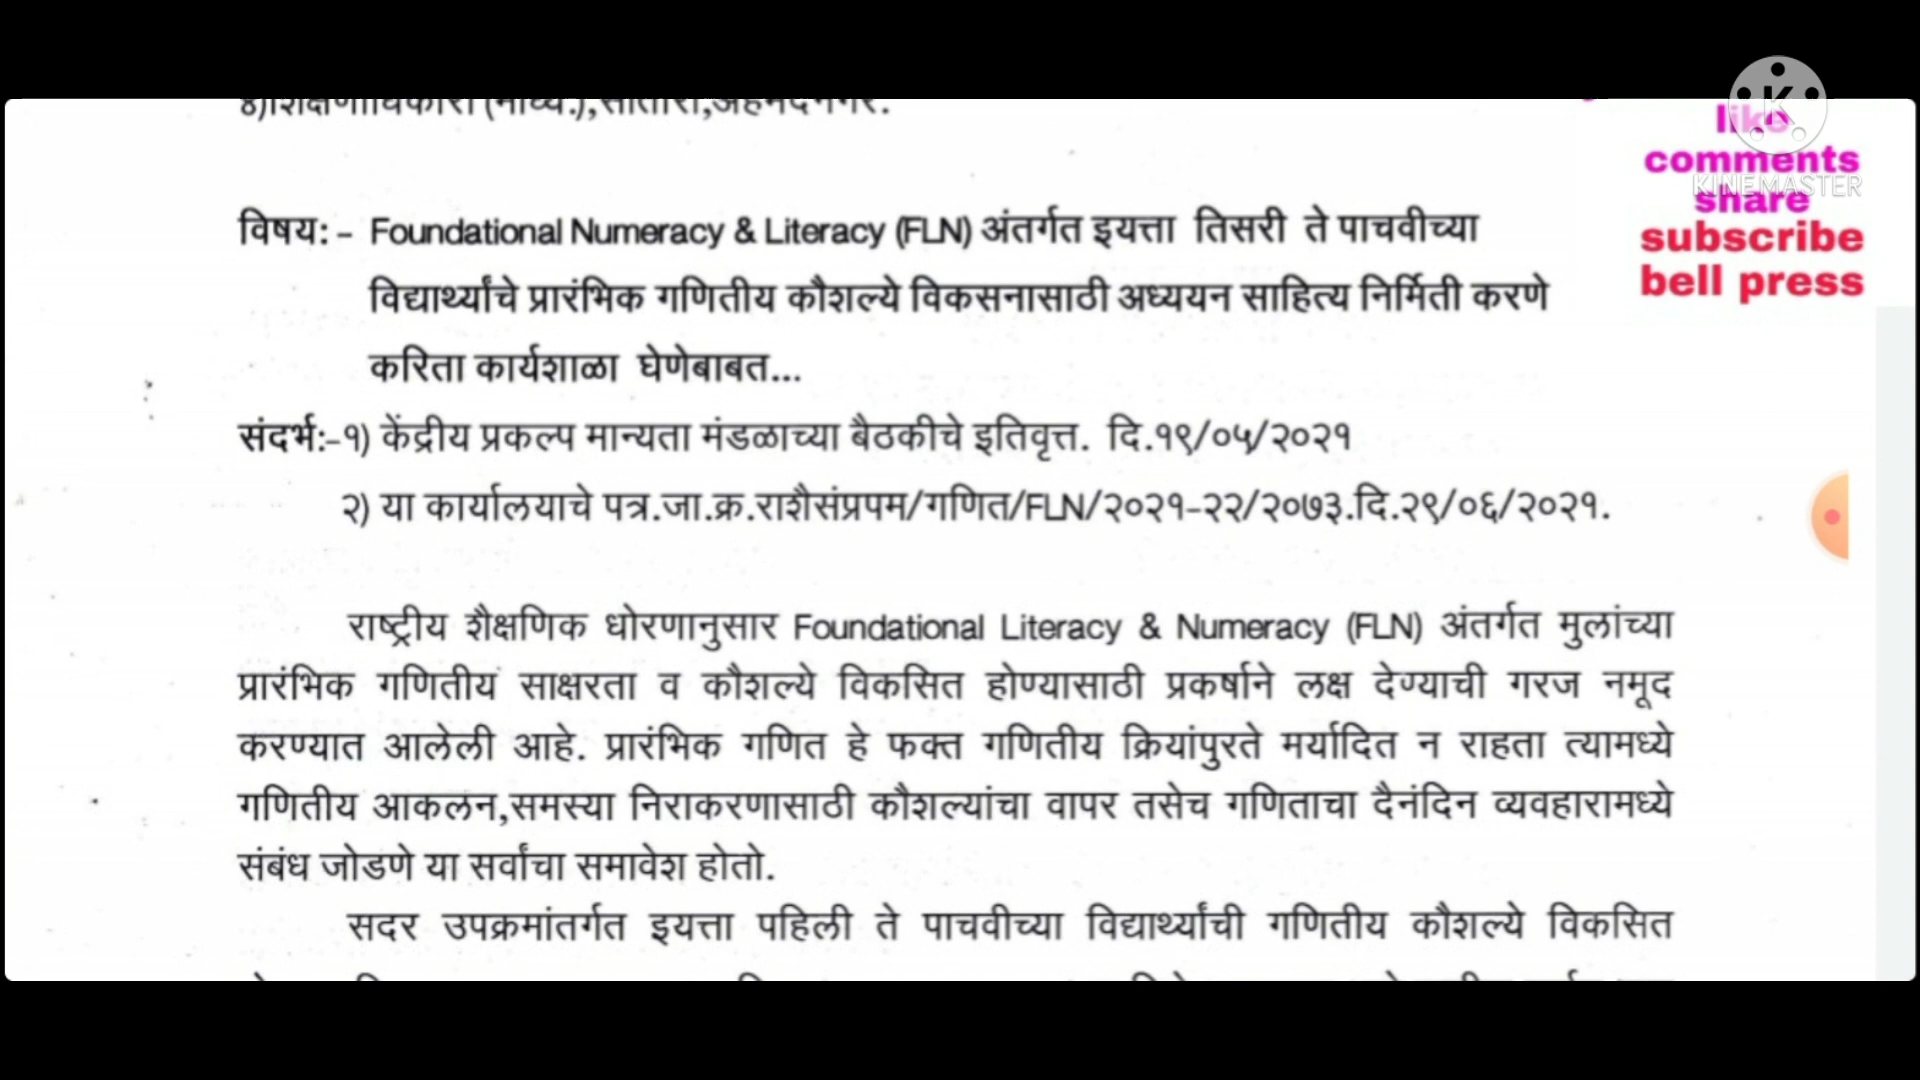 ४)शिक्षणाधिकारी (माध्य.),सातारा,अहमदनगर.
like
comments
share
subscribe
bell press
KINEMASTER
विषय:- Foundational Numeracy & Literacy (FLN) अंतर्गत इयत्ता तिसरी ते पाचवीच्या
विद्यार्थ्यांचे प्रारंभिक गणितीय कौशल्ये विकसनासाठी अध्ययन साहित्य निर्मिती करणे
करिता कार्यशाळा घेणेबाबत...
संदर्भ:-१) केंद्रीय प्रकल्प मान्यता मंडळाच्या बैठकीचे इतिवृत्त. दि.१९/०५/२०२१
२) या कार्यालयाचे पत्र.जा.क्र.राशैसंप्रपम/गणित/FLN/२०२१-२२/२०७३.दि.२९/०६/२०२१.
राष्ट्रीय शैक्षणिक धोरणानुसार Foundational Literacy & Numeracy (FLN) अंतर्गत मुलांच्या
प्रारंभिक गणितीय साक्षरता व कौशल्ये विकसित होण्यासाठी प्रकर्षाने लक्ष देण्याची गरज नमूद
करण्यात आलेली आहे. प्रारंभिक गणित हे फक्त गणितीय क्रियांपुरते मर्यादित न राहता त्यामध्ये
गणितीय आकलन,समस्या निराकरणासाठी कौशल्यांचा वापर तसेच गणिताचा दैनंदिन व्यवहारामध्ये
संबंध जोडणे या सर्वांचा समावेश होतो.
सदर उपक्रमांतर्गत इयत्ता पहिली ते पाचवीच्या विद्यार्थ्यांची गणितीय कौशल्ये विकसित